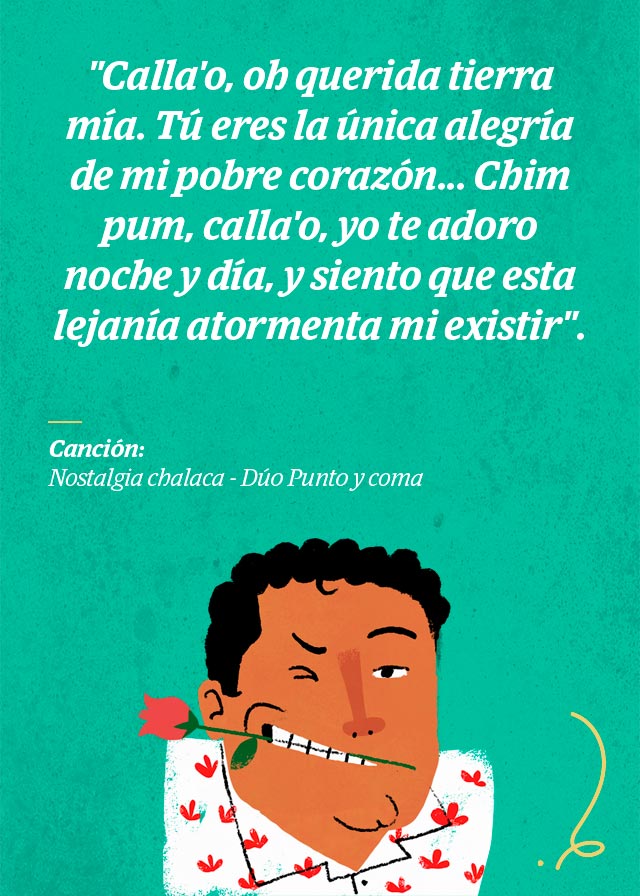 "Calla'o, oh querida tierra
mía. Tú eres la única alegría
de mi pobre corazón... Chim
pum, calla'o, yo te adoro
noche y día, y siento que esta
lejanía atormenta mi existir".
Canción:
Nostalgia chalaca - Dúo Punto y coma